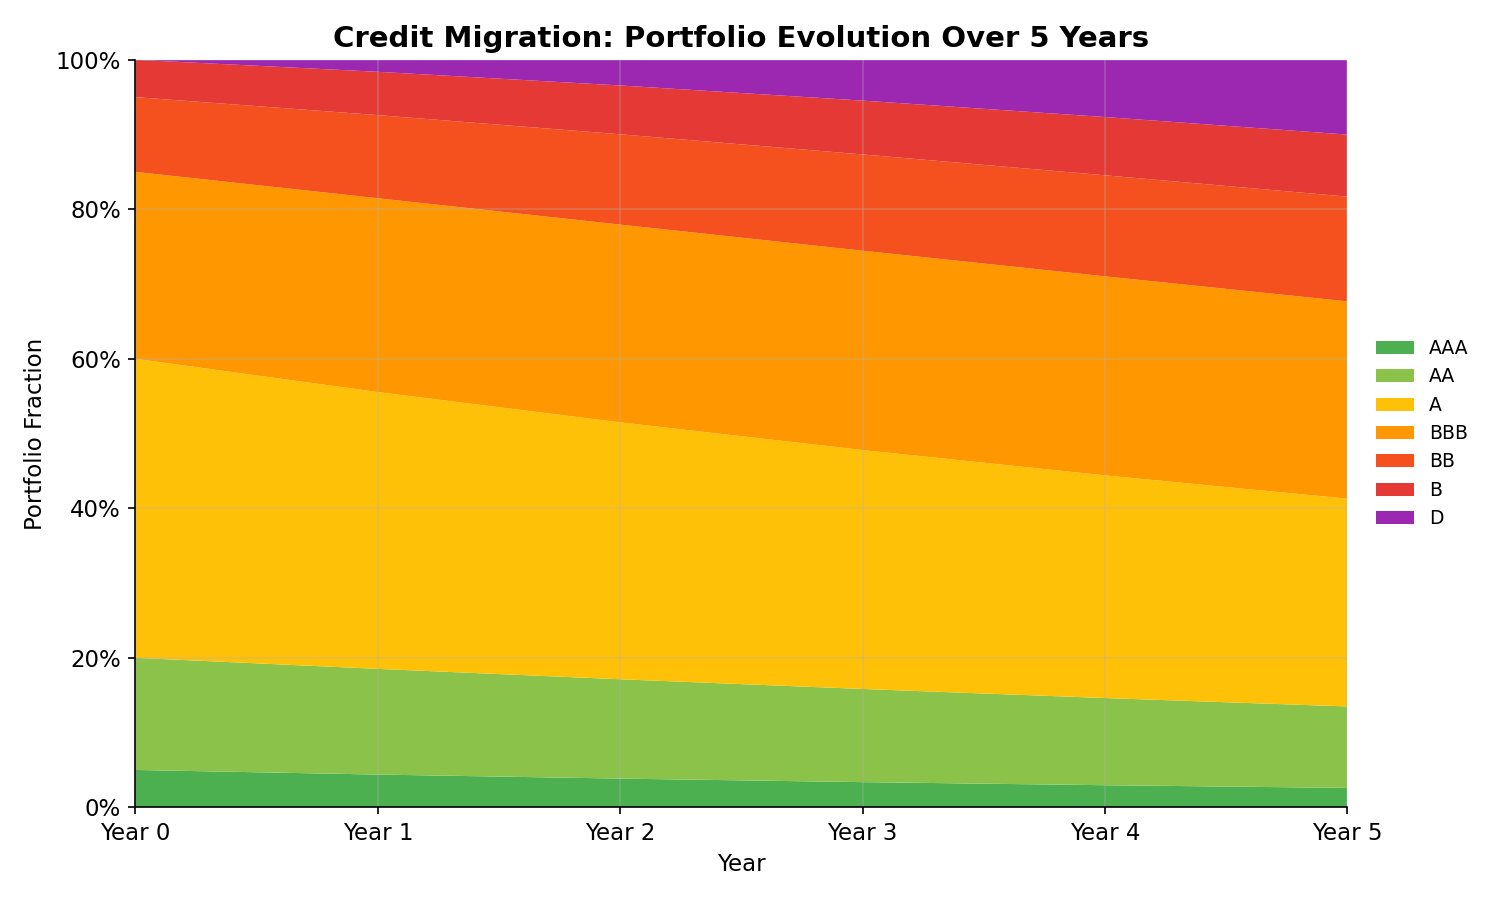 Credit Migration: Portfolio Evolution Over 5 Years
100%
80%
60%
40%
20%
0%
Portfolio Fraction
Year 0
Year 1
Year 2
Year 3
Year 4
Year 5
Year
AAA
AA
A
BBB
BB
B
D